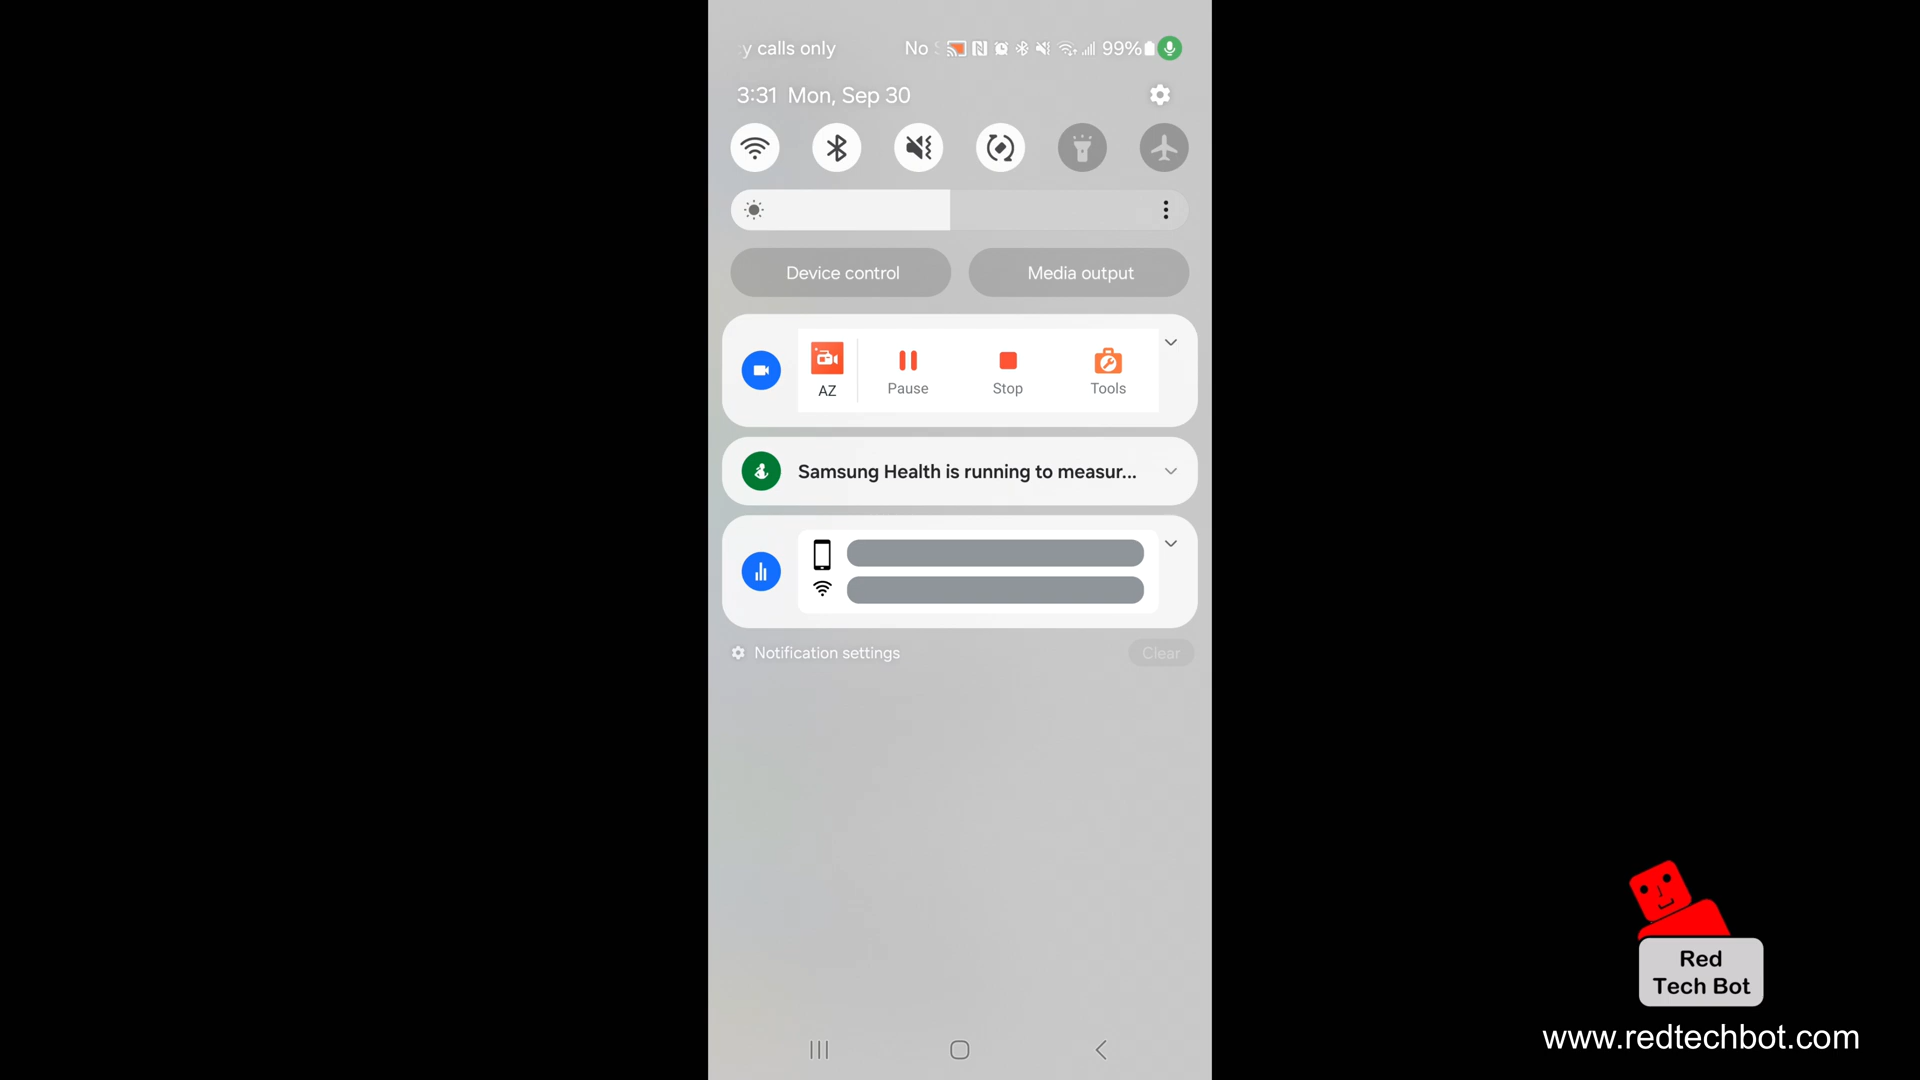 y calls only No 99%
3:31 Mon, Sep 30
Device control Media output
AZ Pause Stop Tools
Samsung Health is running to measur...
Notification settings Clear
Red
Tech Bot
www.redtechbot.com